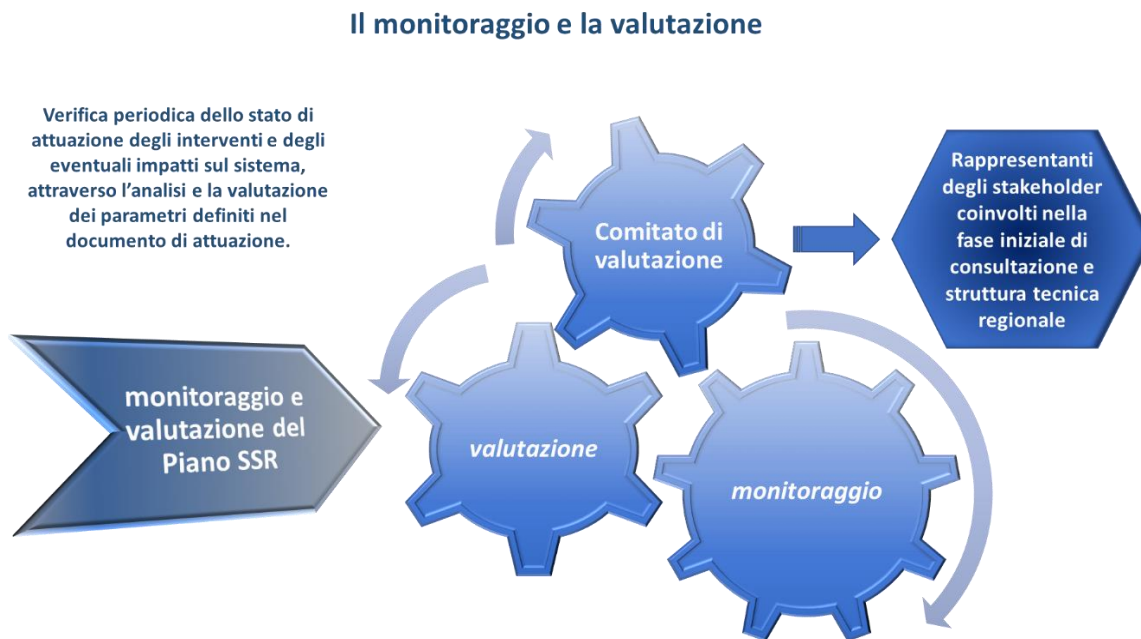 Il monitoraggio e la valutazione
Verifica periodica dello stato di
attuazione degli interventi e degli
eventuali impatti sul sistema,
attraverso l'analisi e la valutazione
dei parametri definiti nel
documento di attuazione.
Comitato di
valutazione
Rappresentanti
degli stakeholder
coinvolti nella
fase iniziale di
consultazione e
struttura tecnica
regionale
monitoraggio e
valutazione del
Piano SSR
valutazione
monitoraggio